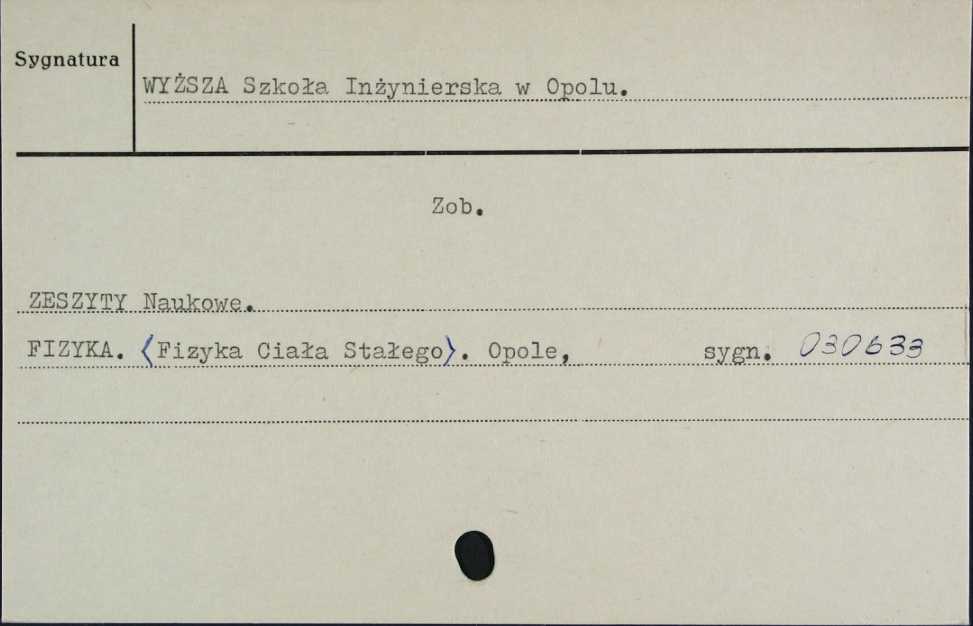 Sygnatura
WYŻSZA Szkoła Inżynierska w Opolu.
Zob.
ZESZYTY Naukowe.
FIZYKA. <Fizyka Ciała Stałego>. Opole, sygn. 030633